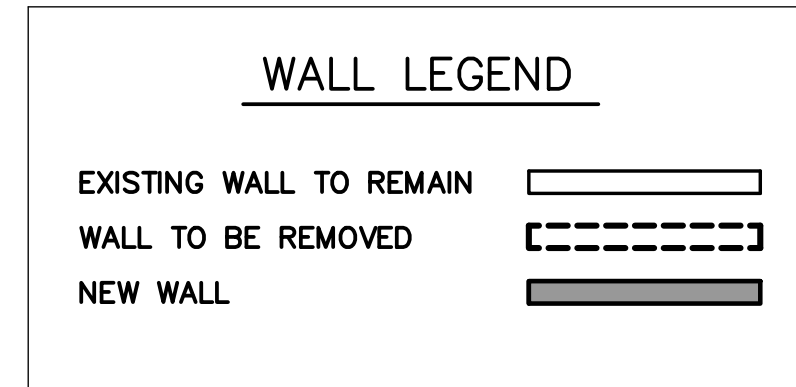 WALL LEGEND
EXISTING WALL TO REMAIN
WALL TO BE REMOVED
NEW WALL